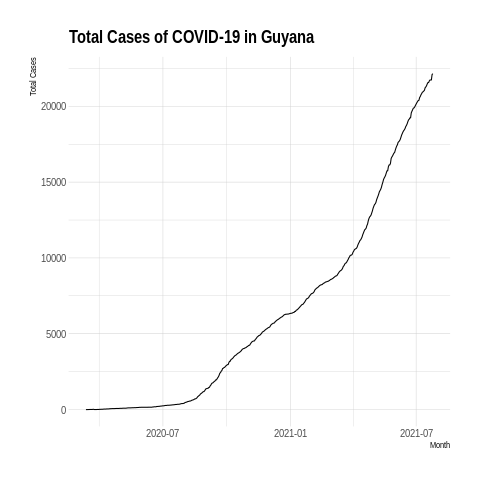 Total Cases of COVID-19 in Guyana
Total Cases
20000
15000
10000
5000
0
2020-07
2021-01
2021-07
Month